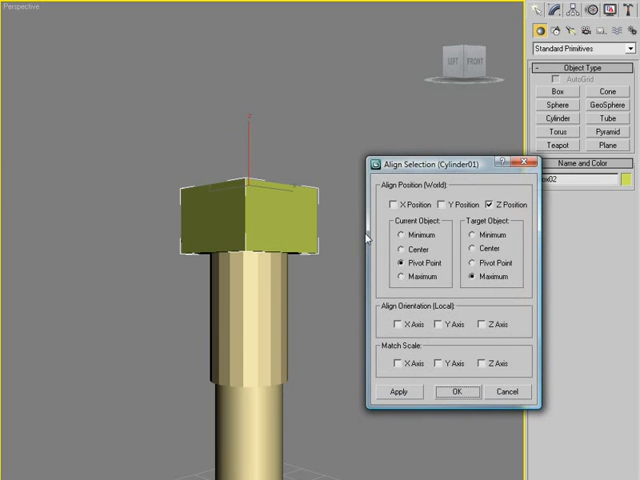 Perspective
LEFT
FRONT
Z
Standard Primitives
- Object Type
AutoGrid
Box
Cone
Sphere
GeoSphere
Cylinder
Tube
Torus
Pyramid
Teapot
Plane
- Name and Color
ox02
Align Selection (Cylinder01)
?
Align Position (World):
X Position
Y Position
Z Position
Current Object:
Target Object:
Minimum
Minimum
Center
Center
Pivot Point
Pivot Point
Maximum
Maximum
Align Orientation (Local):
X Axis
Y Axis
Z Axis
Match Scale:
X Axis
Y Axis
Z Axis
Apply
OK
Cancel